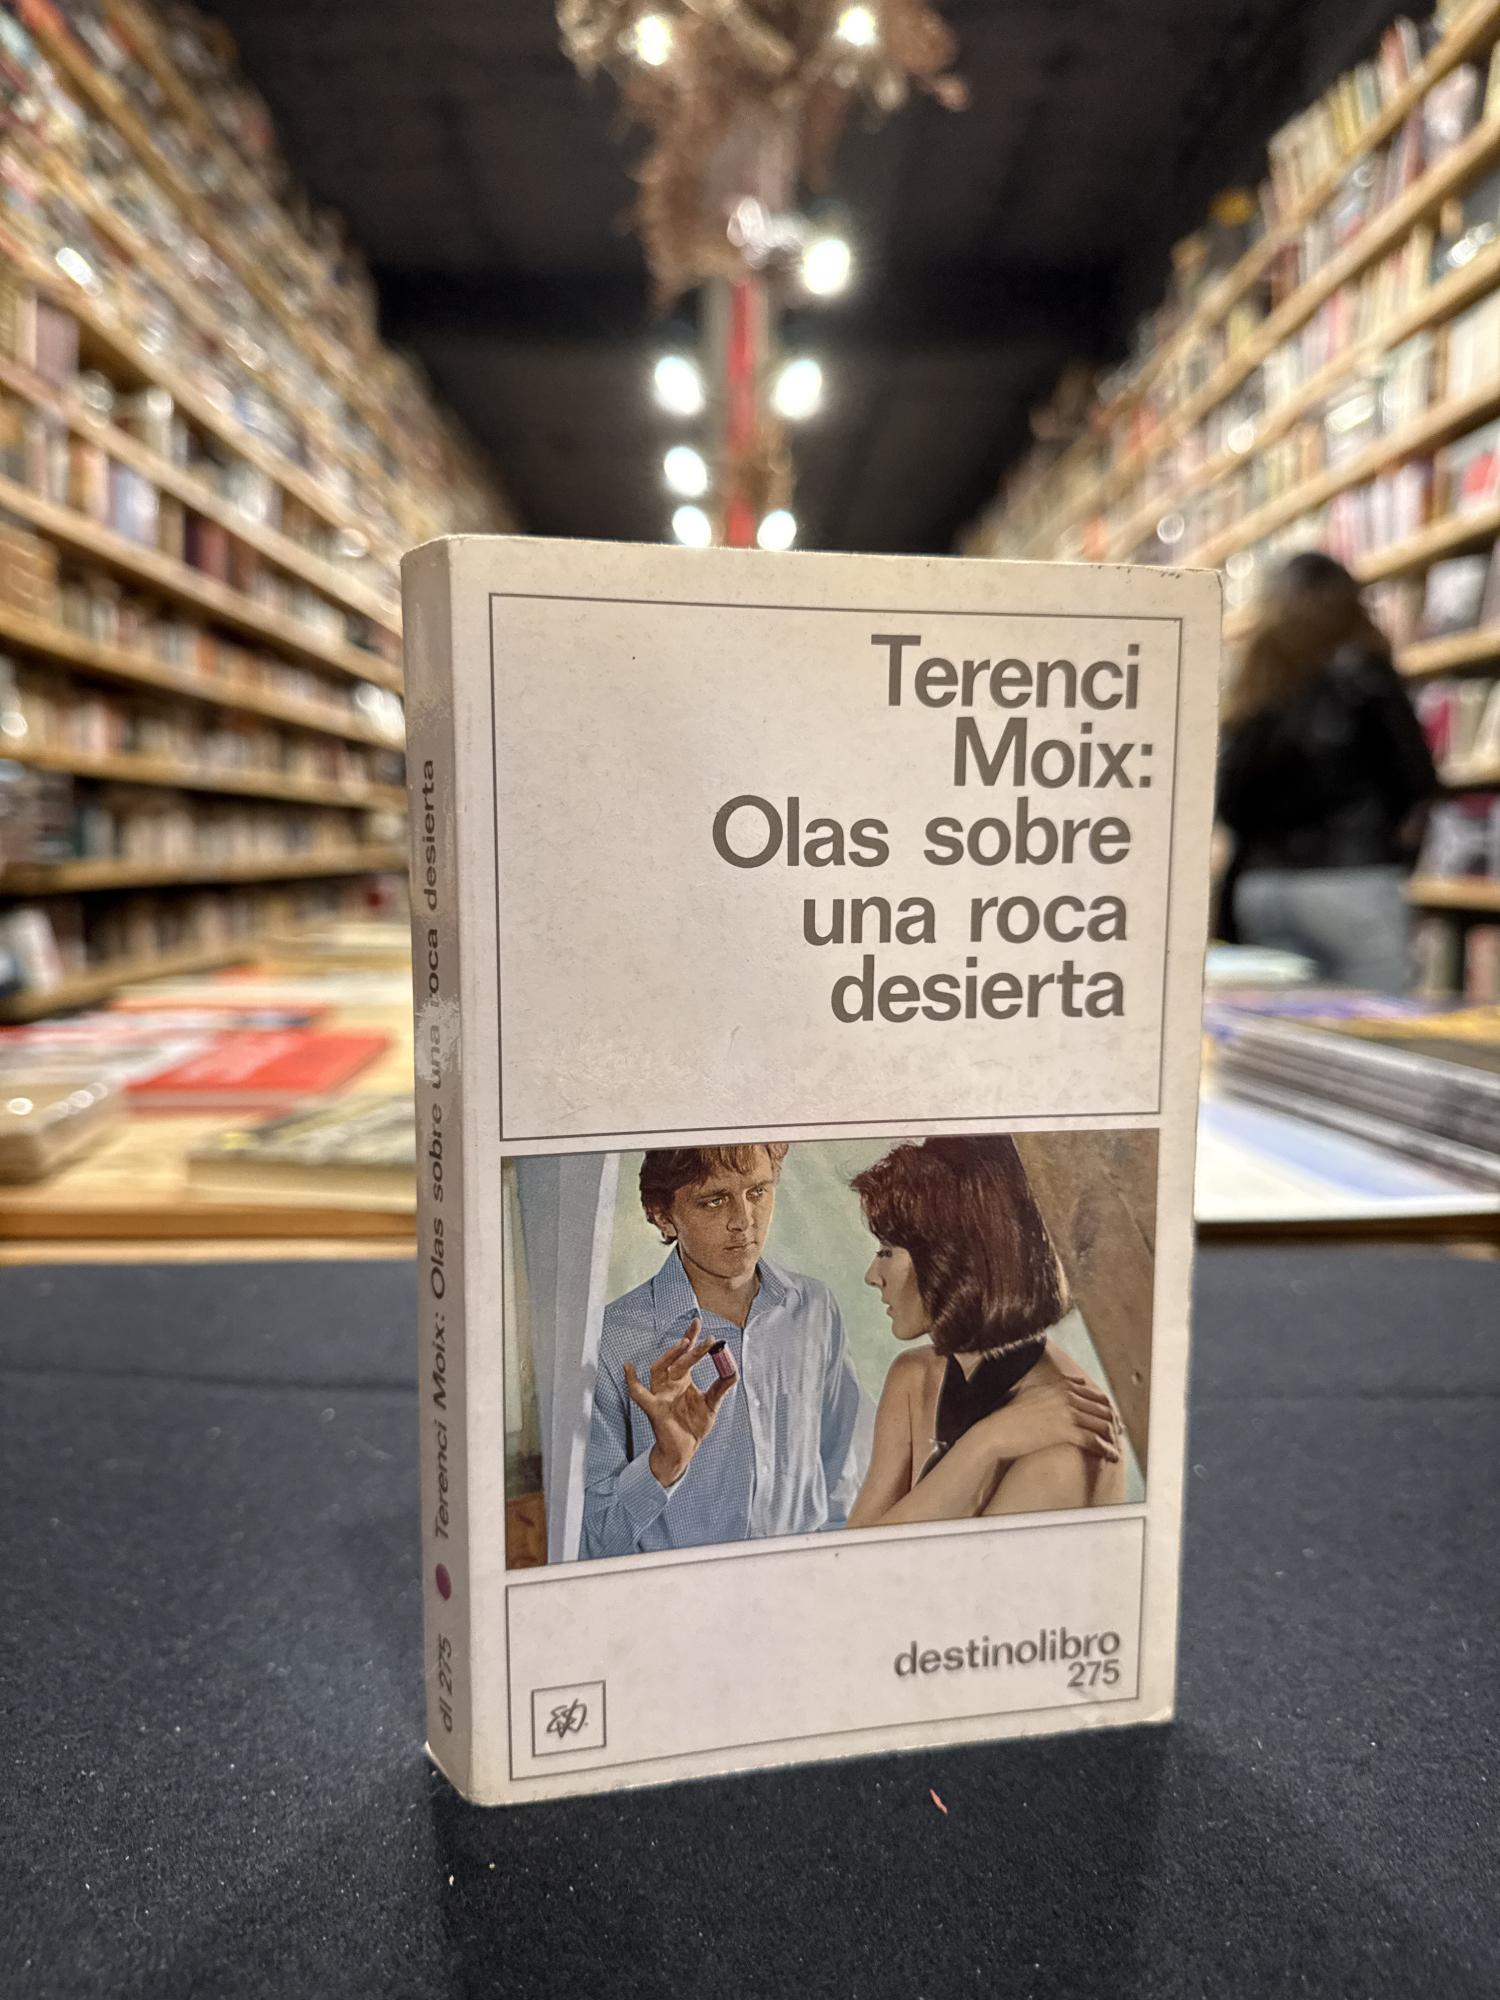 Terenci
Moix:
Olas sobre
una roca
desierta
destinolibro
275
dl 275 Terenci Moix: Olas sobre una roca desierta